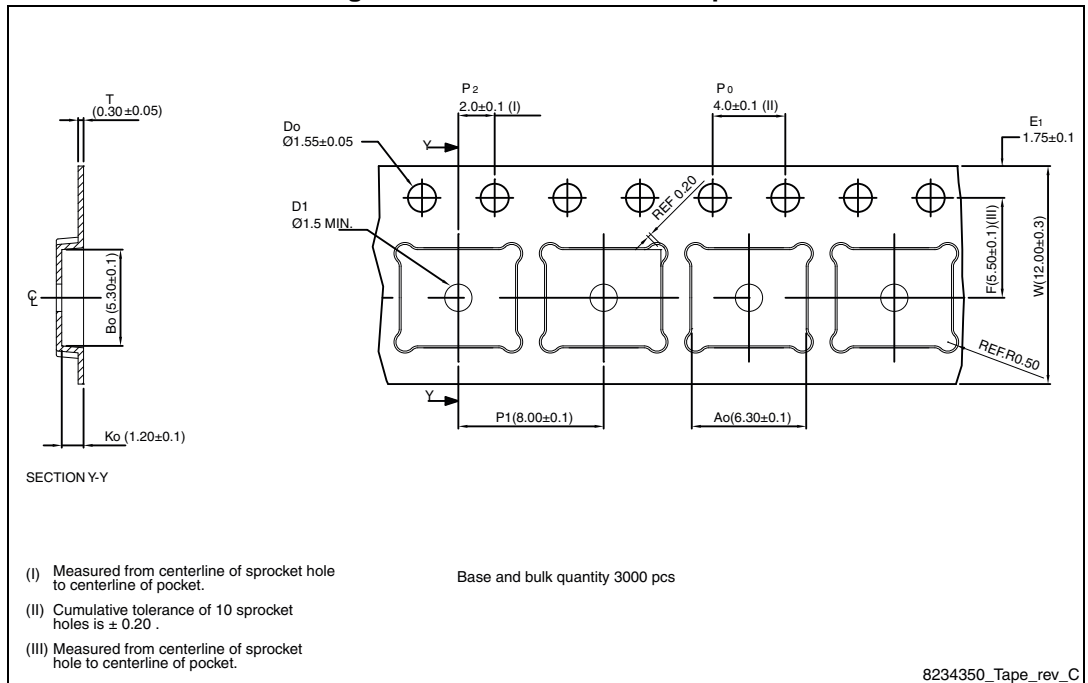 T
(0.30 ±0.05)
P2
2.0±0.1 (I)
P0
4.0±0.1 (II)
Do
Ø1.55±0.05
E1
1.75±0.1
Y
D1
Ø1.5 MIN.
REF 0.20
F(5.50±0.1)(III)
W(12.00±0.3)
℄
Bo (5.30±0.1)
REF.R0.50
Y
P1(8.00±0.1)
Ao(6.30±0.1)
Ko (1.20±0.1)
SECTION Y-Y
(I) Measured from centerline of sprocket hole
to centerline of pocket.
Base and bulk quantity 3000 pcs
(II) Cumulative tolerance of 10 sprocket
holes is ± 0.20 .
(III) Measured from centerline of sprocket
hole to centerline of pocket.
8234350_Tape_rev_C